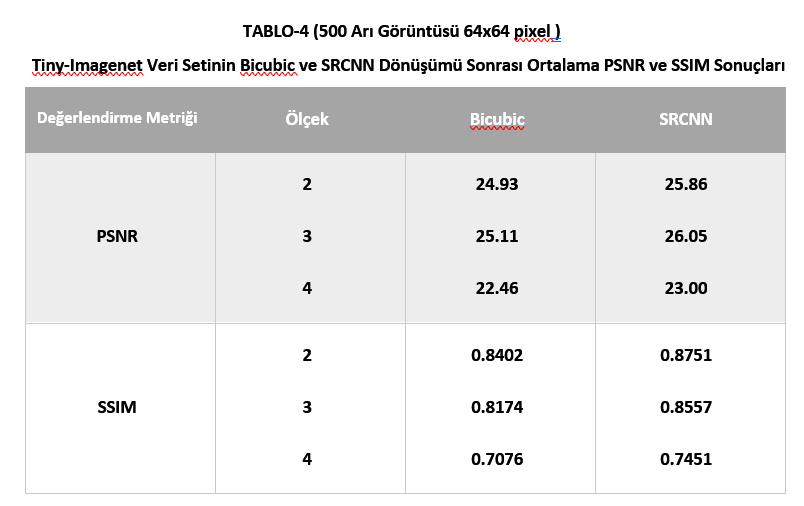 TABLO-4 (500 Arı Görüntüsü 64x64 pixel )
Tiny-Imagenet Veri Setinin Bicubic ve SRCNN Dönüşümü Sonrası Ortalama PSNR ve SSIM Sonuçları
Değerlendirme Metriği Ölçek Bicubic SRCNN
2 24.93 25.86
PSNR 3 25.11 26.05
4 22.46 23.00
2 0.8402 0.8751
SSIM 3 0.8174 0.8557
4 0.7076 0.7451